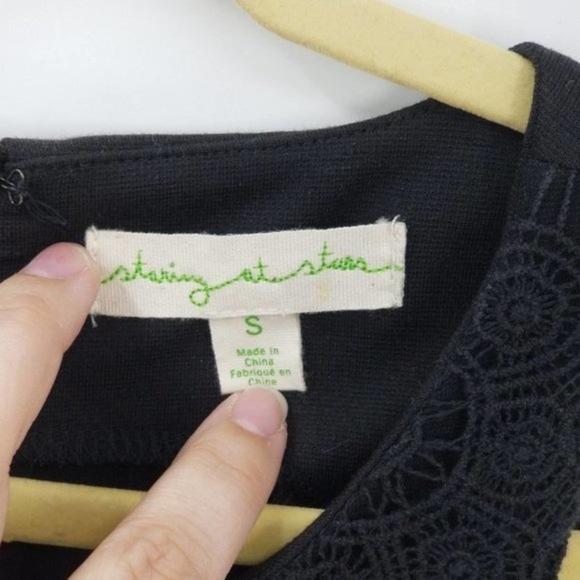 staring at stars
S
Made in
China
Fabriqué en
Chine